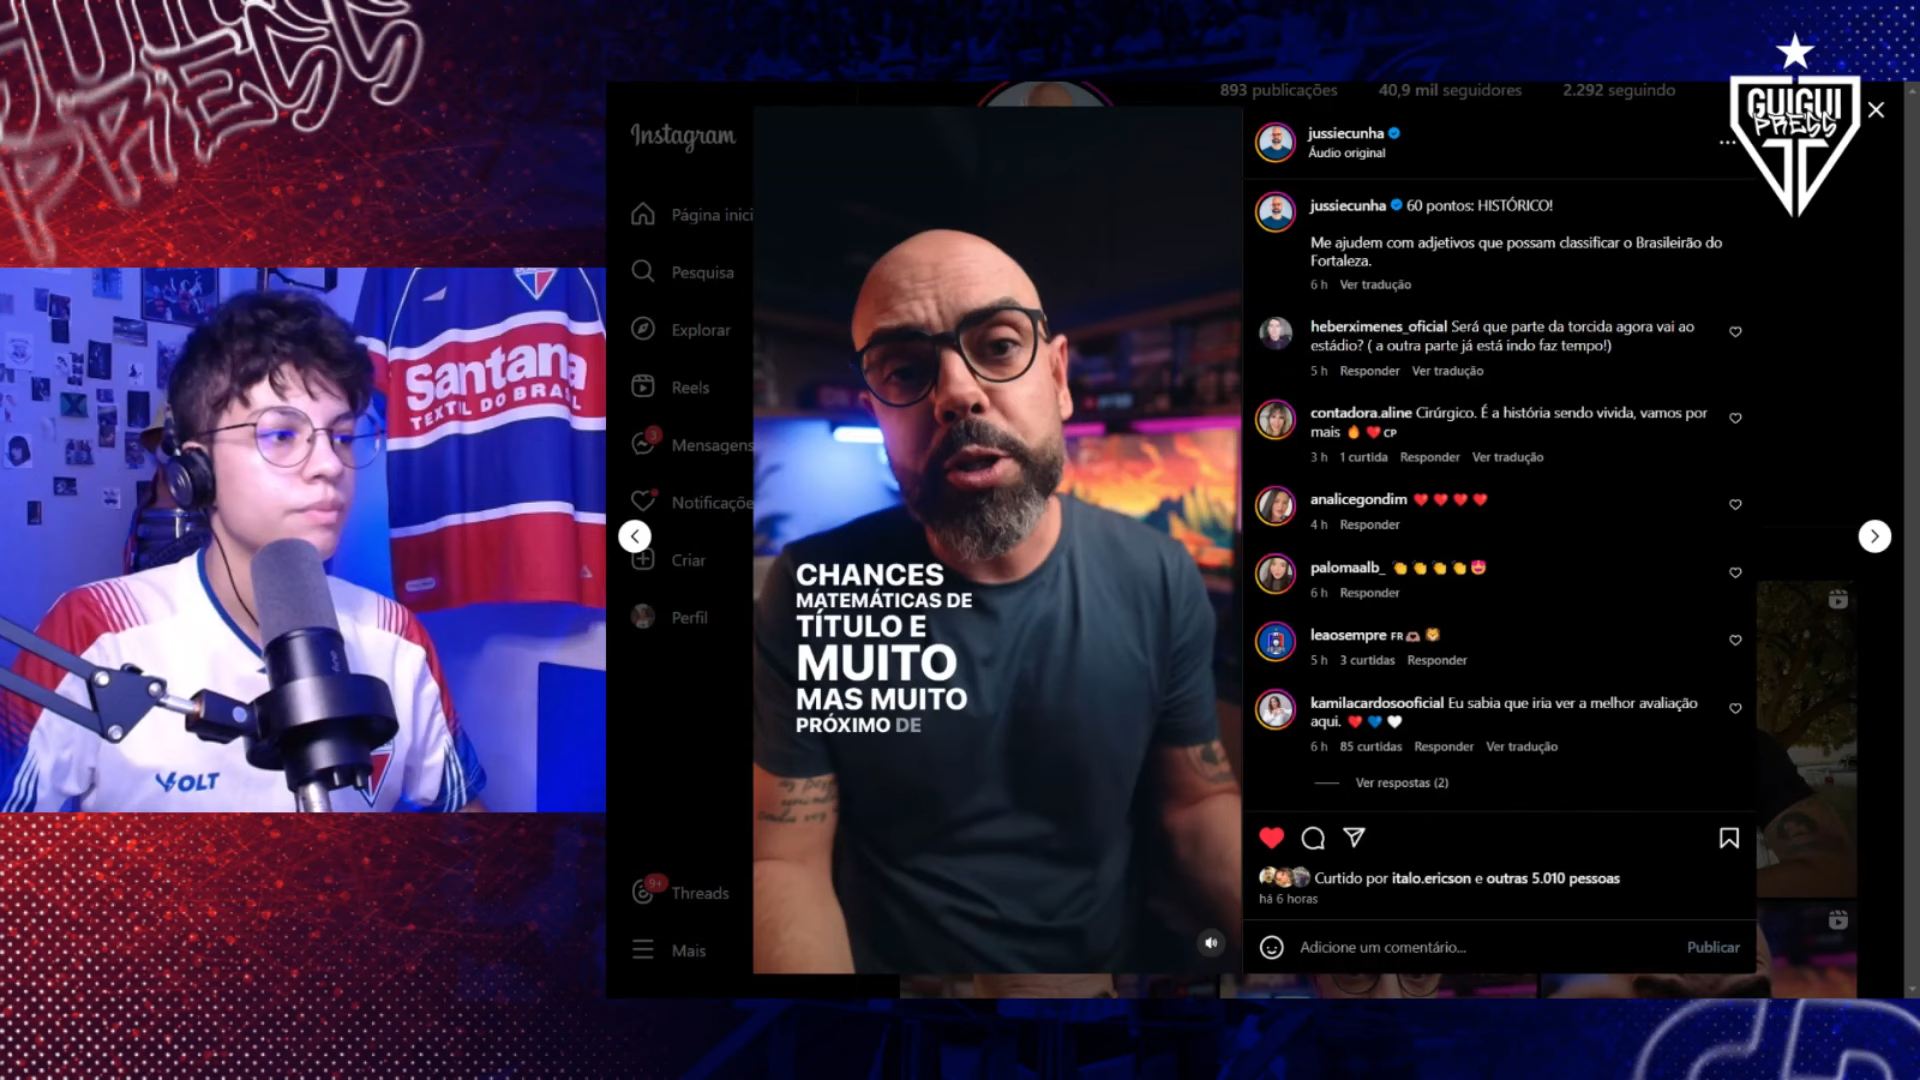 PRESS
PRESS
GUIGUI
PRESS
893 publicações 40,9 mil seguidores 2.292 seguindo
Instagram
Página inici
Pesquisa
Explorar
Reels
3
Mensagens
Notificaçõe
Criar
Perfil
9+
Threads
Mais
Santana
TEXTIL DO BRASIL
VOLT
CHANCES
MATEMÁTICAS DE
TÍTULO E
MUITO
MAS MUITO
PRÓXIMO DE
jussiecunha
Áudio original
jussiecunha 60 pontos: HISTÓRICO!
Me ajudem com adjetivos que possam classificar o Brasileirão do
Fortaleza.
6 h Ver tradução
heberximenes_oficial Será que parte da torcida agora vai ao
estádio? ( a outra parte já está indo faz tempo!)
5 h Responder Ver tradução
contadora.aline Cirúrgico. É a história sendo vivida, vamos por
mais 🔥 ❤️ CP
3 h 1 curtida Responder Ver tradução
analicegondim ❤️ ❤️ ❤️ ❤️
4 h Responder
palomaalb_ 👏 👏 👏 👏 😍
6 h Responder
leaosempre FR 🫶🏽 🦁
5 h 3 curtidas Responder
kamilacardosooficial Eu sabia que iria ver a melhor avaliação
aqui. ❤️ 💙 🤍
6 h 85 curtidas Responder Ver tradução
Ver respostas (2)
Curtido por italo.ericson e outras 5.010 pessoas
há 6 horas
Adicione um comentário... Publicar